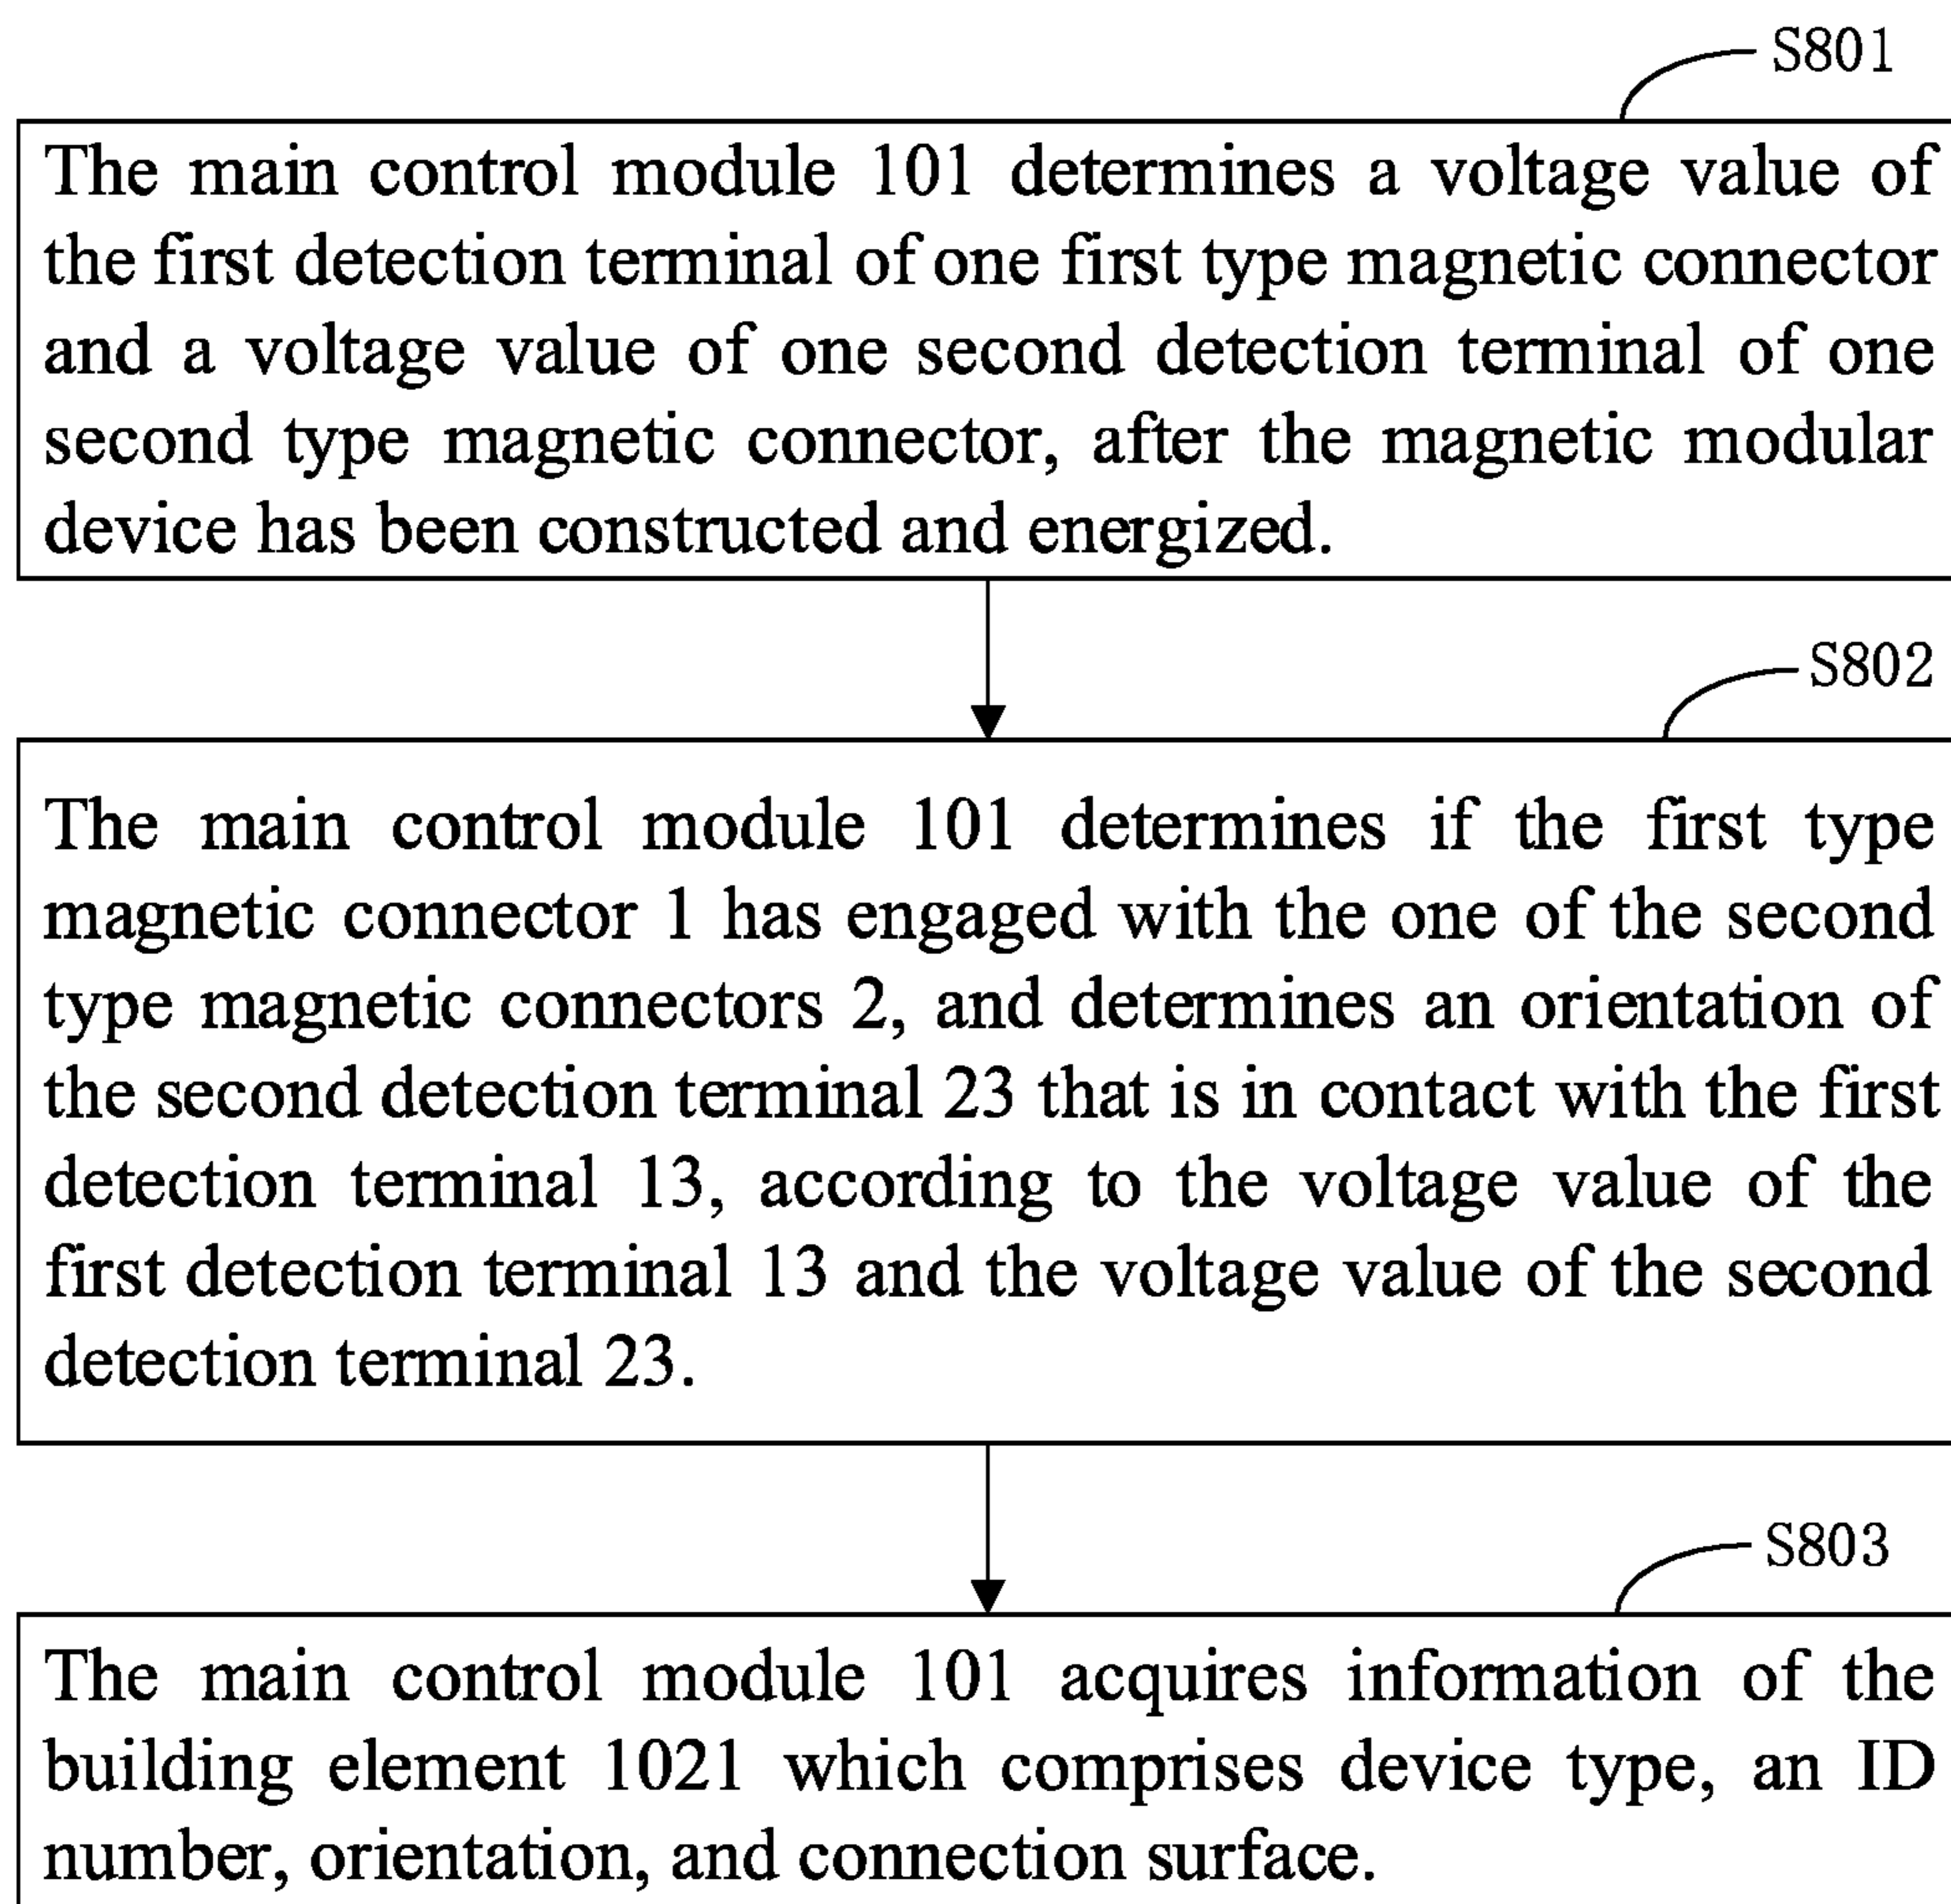 S801
The main control module 101 determines a voltage value of
the first detection terminal of one first type magnetic connector
and a voltage value of one second detection terminal of one
second type magnetic connector, after the magnetic modular
device has been constructed and energized.
S802
The main control module 101 determines if the first type
magnetic connector 1 has engaged with the one of the second
type magnetic connectors 2, and determines an orientation of
the second detection terminal 23 that is in contact with the first
detection terminal 13, according to the voltage value of the
first detection terminal 13 and the voltage value of the second
detection terminal 23.
S803
The main control module 101 acquires information of the
building element 1021 which comprises device type, an ID
number, orientation, and connection surface.